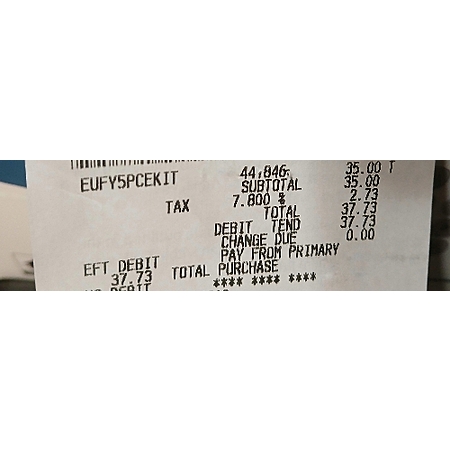 EUFY5PCEKIT 44,846. 35.00 T
SUBTOTAL 35.00
TAX 7.800 % 2.73
TOTAL 37.73
DEBIT TEND 37.73
CHANGE DUE 0.00
EFT DEBIT PAY FROM PRIMARY
37.73 TOTAL PURCHASE
**** **** ****
DEBIT